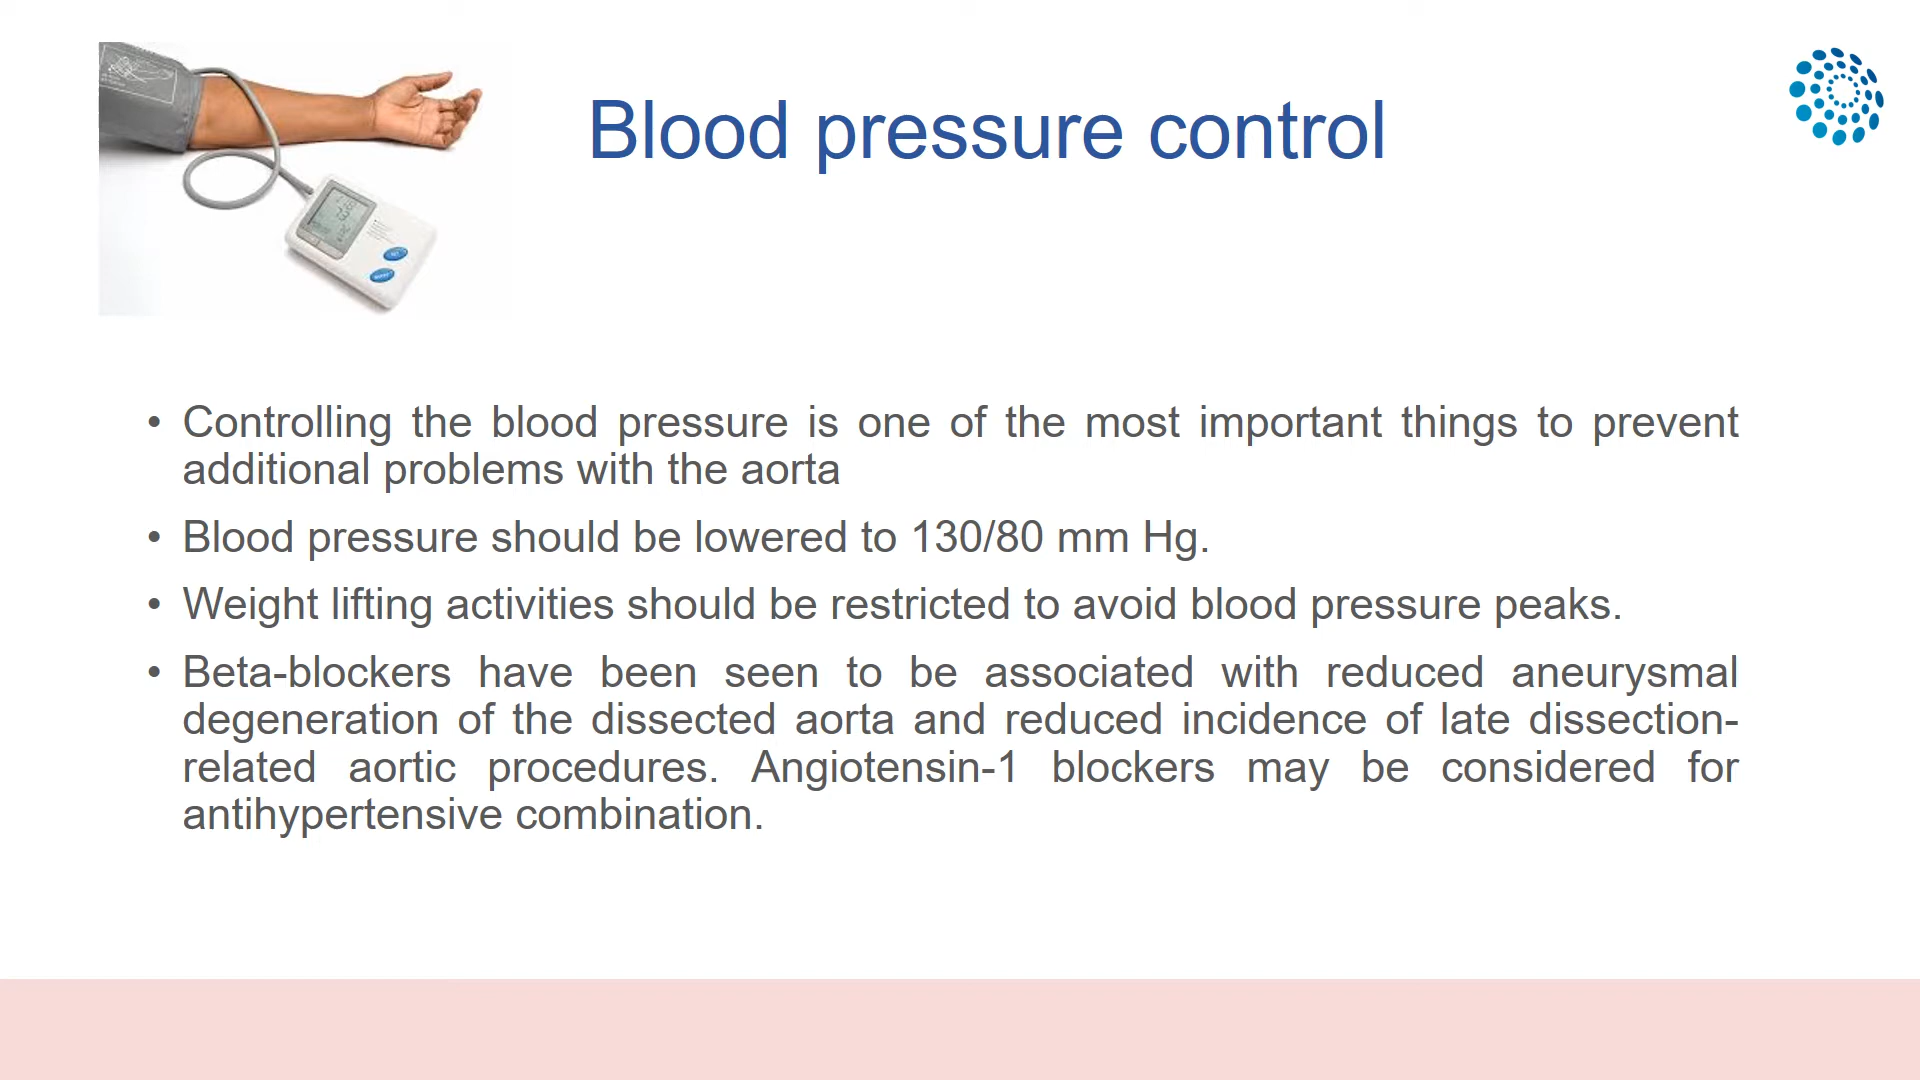 Blood pressure control
• Controlling the blood pressure is one of the most important things to prevent
additional problems with the aorta
• Blood pressure should be lowered to 130/80 mm Hg.
• Weight lifting activities should be restricted to avoid blood pressure peaks.
• Beta-blockers have been seen to be associated with reduced aneurysmal
degeneration of the dissected aorta and reduced incidence of late dissection-
related aortic procedures. Angiotensin-1 blockers may be considered for
antihypertensive combination.